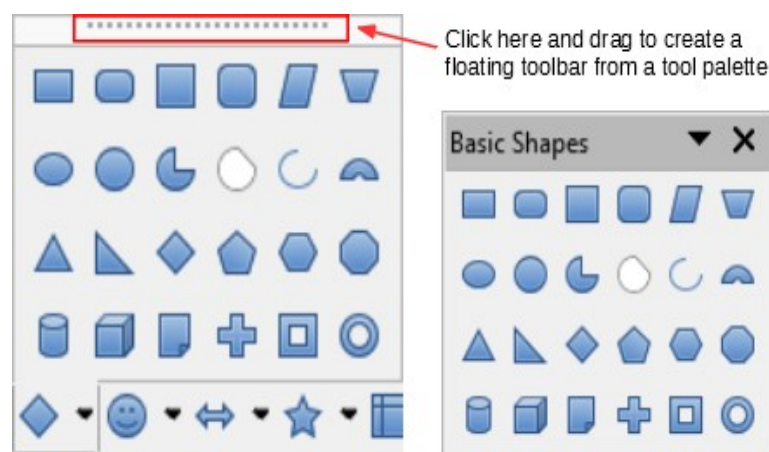 Click here and drag to create a
floating toolbar from a tool palette
Basic Shapes